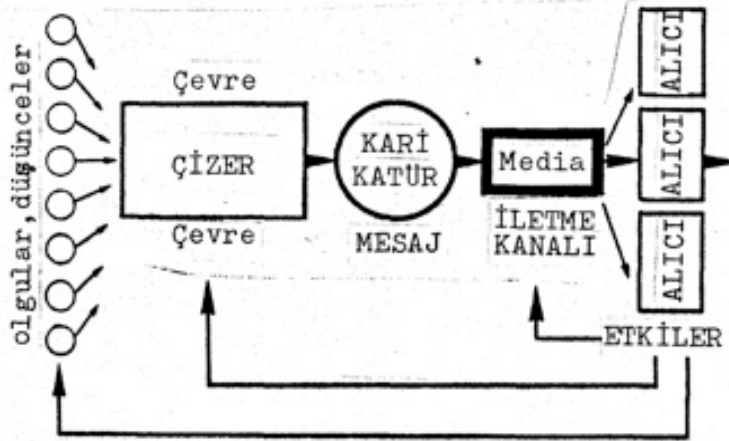 olgular, düşünceler
Çevre
ÇİZER
Çevre
KARİ
KATÜR
MESAJ
Media
İLETME
KANALI
ALICI
ALICI
ALICI
ETKİLER